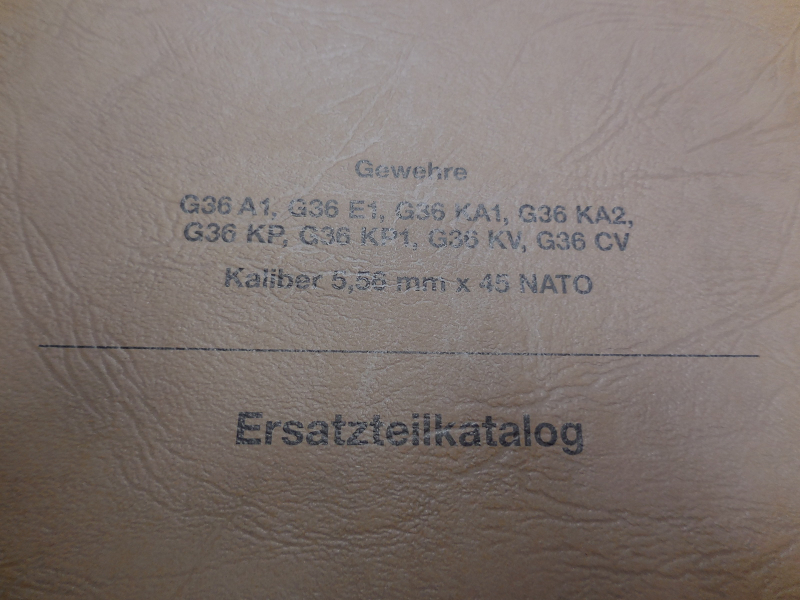 Gewehre
G36 A1, G36 E1, G36 KA1, G36 KA2,
G36 KP, G36 KP1, G36 KV, G36 CV
Kaliber 5,56 mm x 45 NATO
Ersatzteilkatalog